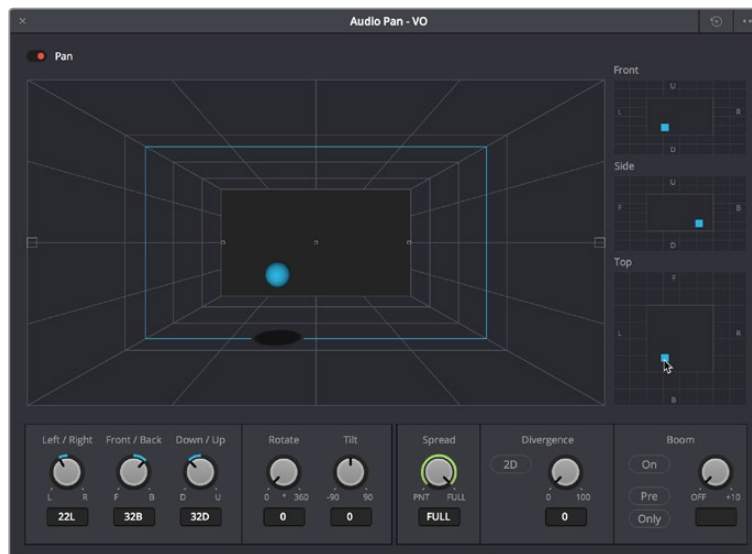 Audio Pan - VO
Pan
Front
U
L R
D
Side
U
F B
D
Top
F
L R
B
Left / Right Front / Back Down / Up Rotate Tilt Spread Divergence Boom
2D On
L R F B D U 0 ° 360 -90 90 PNT FULL 0 100 Pre OFF +10
22L 32B 32D 0 0 FULL 0 Only